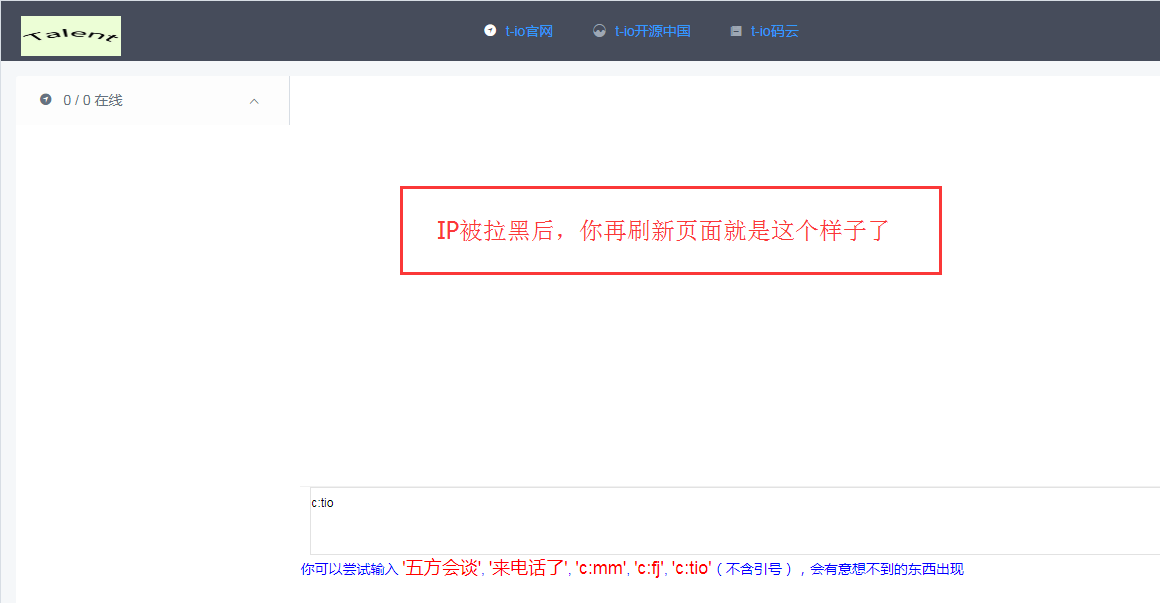 Talent
t-io官网 t-io开源中国 t-io码云
0 / 0 在线
IP被拉黑后，你再刷新页面就是这个样子了
c:tio
你可以尝试输入 '五方会谈', '来电话了', 'c:mm', 'c:fj', 'c:tio' (不含引号），会有意想不到的东西出现